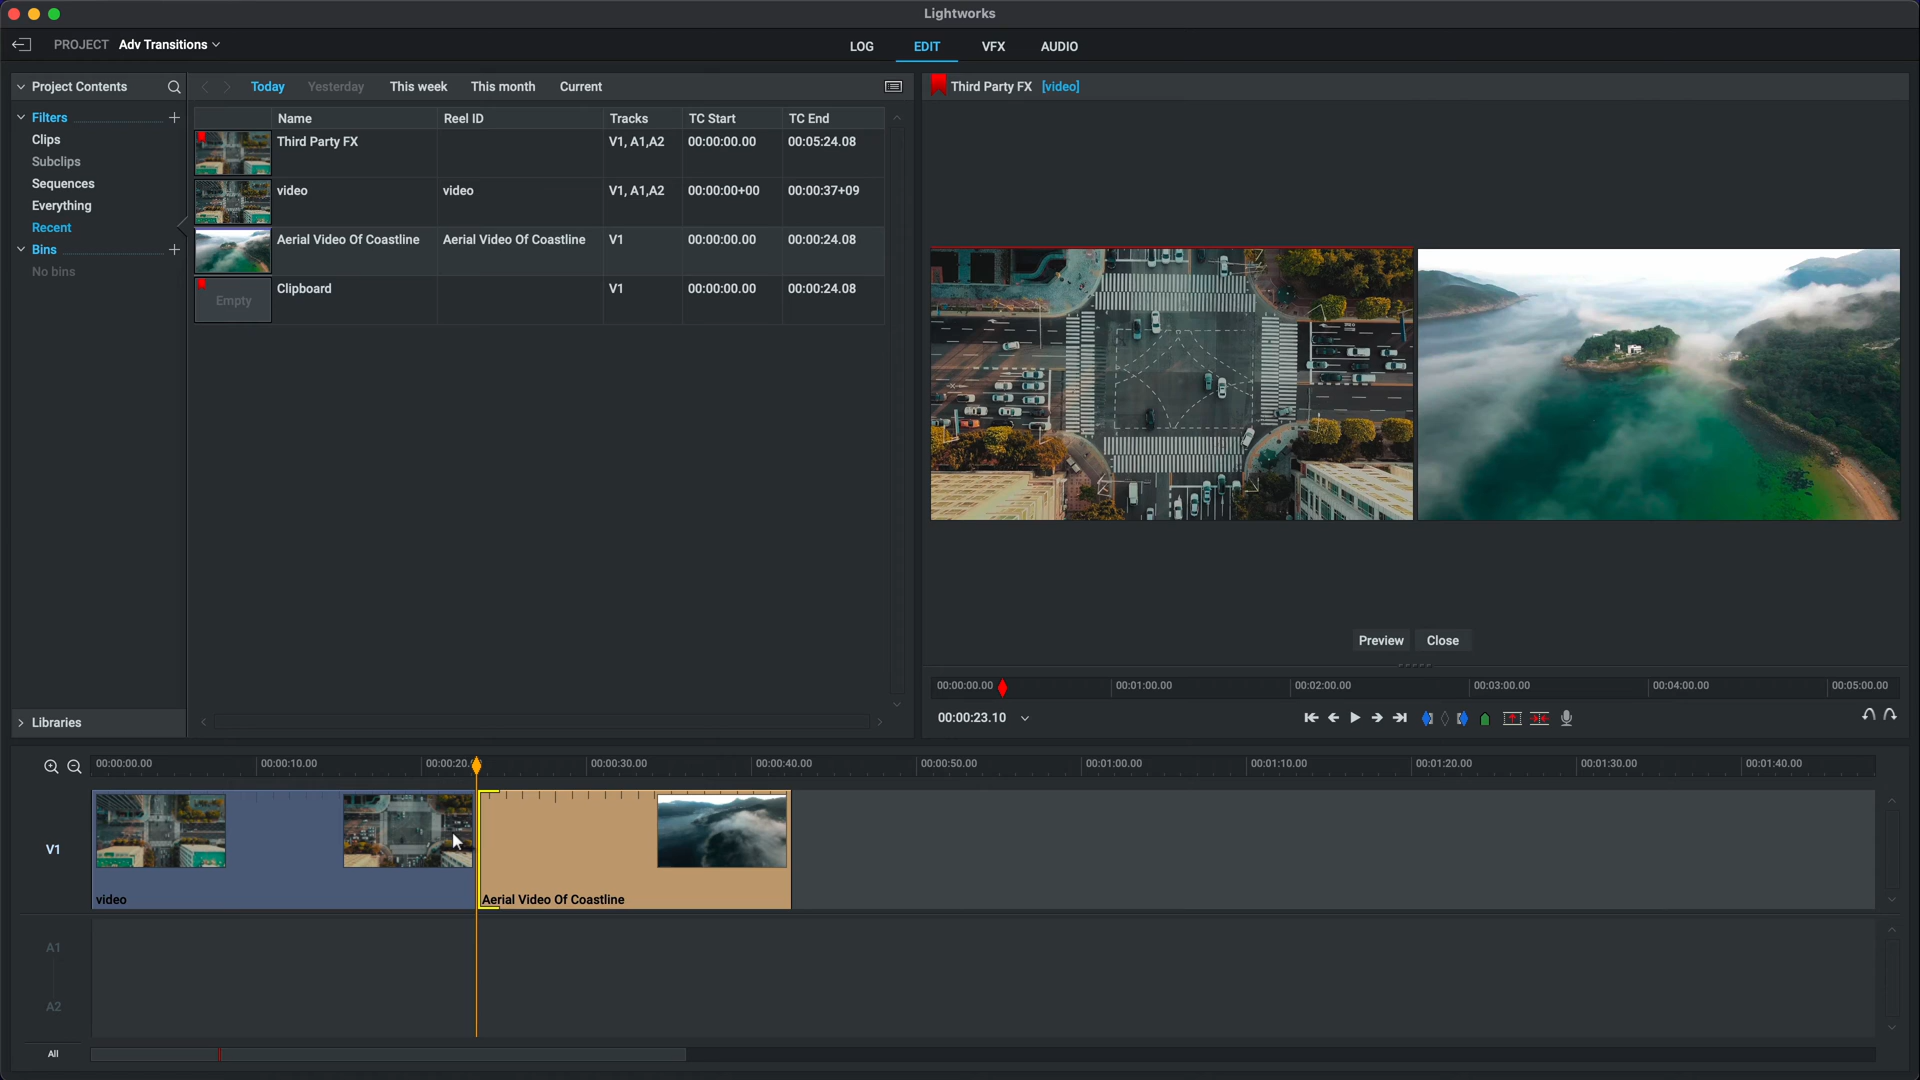 Lightworks
PROJECT Adv Transitions
LOG EDIT VFX AUDIO
Project Contents
Today Yesterday This week This month Current
Third Party FX [video]
Filters
Clips
Subclips
Sequences
Everything
Recent
Bins
No bins
Libraries
Name Reel ID Tracks TC Start TC End
Third Party FX V1, A1,A2 00:00:00.00 00:05:24.08
video video V1, A1,A2 00:00:00+00 00:00:37+09
Aerial Video Of Coastline Aerial Video Of Coastline V1 00:00:00.00 00:00:24.08
Empty Clipboard V1 00:00:00.00 00:00:24.08
Preview Close
00:00:00.00 00:01:00.00 00:02:00.00 00:03:00.00 00:04:00.00 00:05:00.00
00:00:23.10
00:00:00.00 00:00:10.00 00:00:20. 00:00:30.00 00:00:40.00 00:00:50.00 00:01:00.00 00:01:10.00 00:01:20.00 00:01:30.00 00:01:40.00
V1
video Aerial Video Of Coastline
A1
A2
All